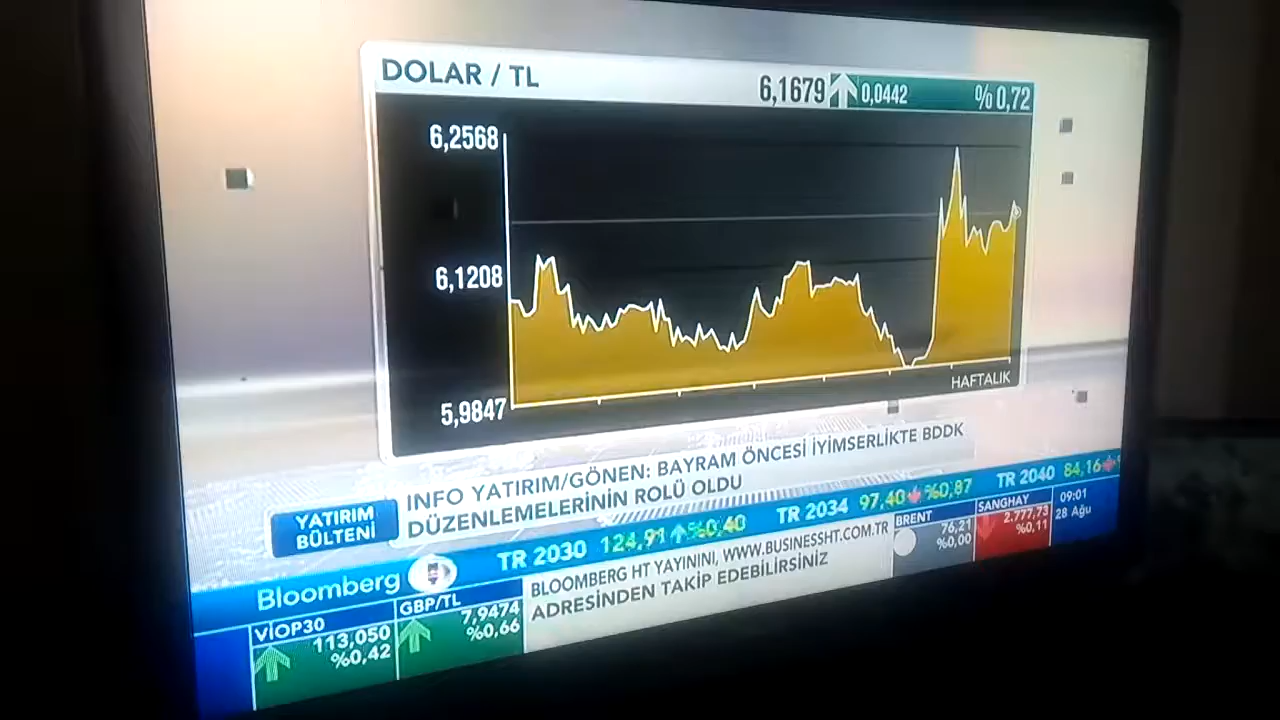 DOLAR / TL
6,1679 0,0442 %0,72
6,2568
6,1208
5,9847
HAFTALIK
YATIRIM
BÜLTENİ
INFO YATIRIM/GÖNEN: BAYRAM ÖNCESİ İYİMSERLİKTE BDDK
DÜZENLEMELERİNİN ROLÜ OLDU
TR 2030 124,91 %0,40 TR 2034 97,40 %0,87 TR 2040 84,16
Bloomberg
VİOP30
113,050
%0,42
GBP/TL
7,9474
%0,66
BLOOMBERG HT YAYININI, WWW.BUSINESSHT.COM.TR
ADRESİNDEN TAKİP EDEBİLİRSİNİZ
BRENT
76,21
%0,00
SANGHAY
2.777,73
%0,11
09:01
28 Ağu